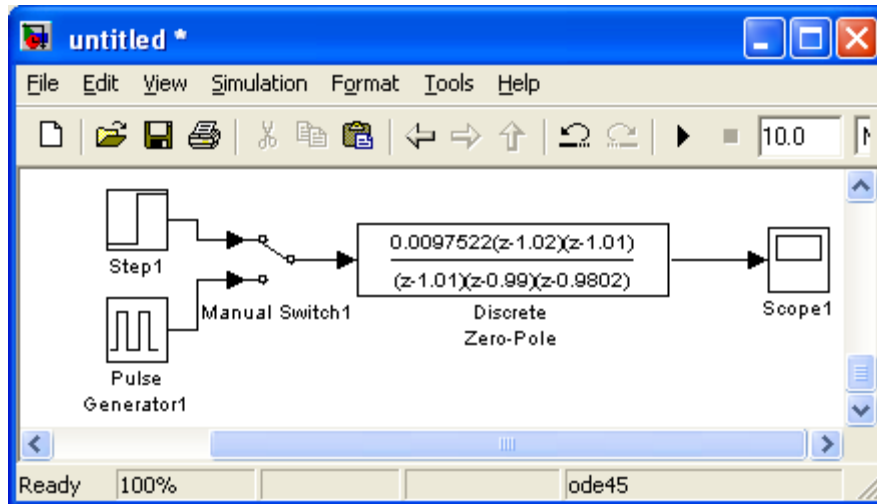 untitled *
File Edit View Simulation Format Tools Help
10.0
Step1
Manual Switch1
0.0097522(z-1.02)(z-1.01)
(z-1.01)(z-0.99)(z-0.9802)
Discrete
Zero-Pole
Scope1
Pulse
Generator1
Ready 100% ode45